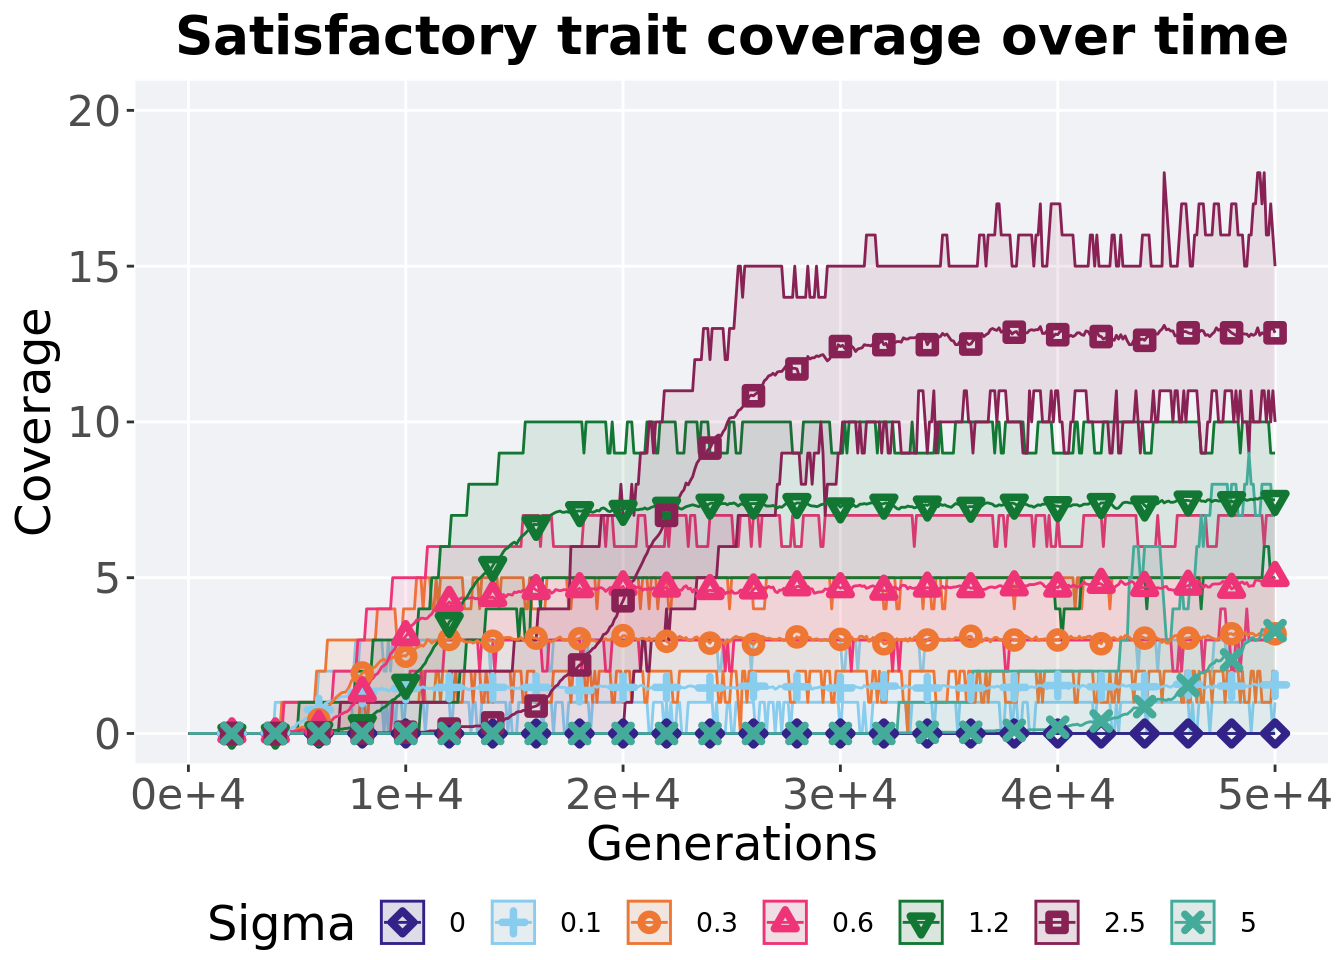 Satisfactory trait coverage over time
20
15
10
5
0
Coverage
0e+4 1e+4 2e+4 3e+4 4e+4 5e+4
Generations
Sigma 0 0.1 0.3 0.6 1.2 2.5 5